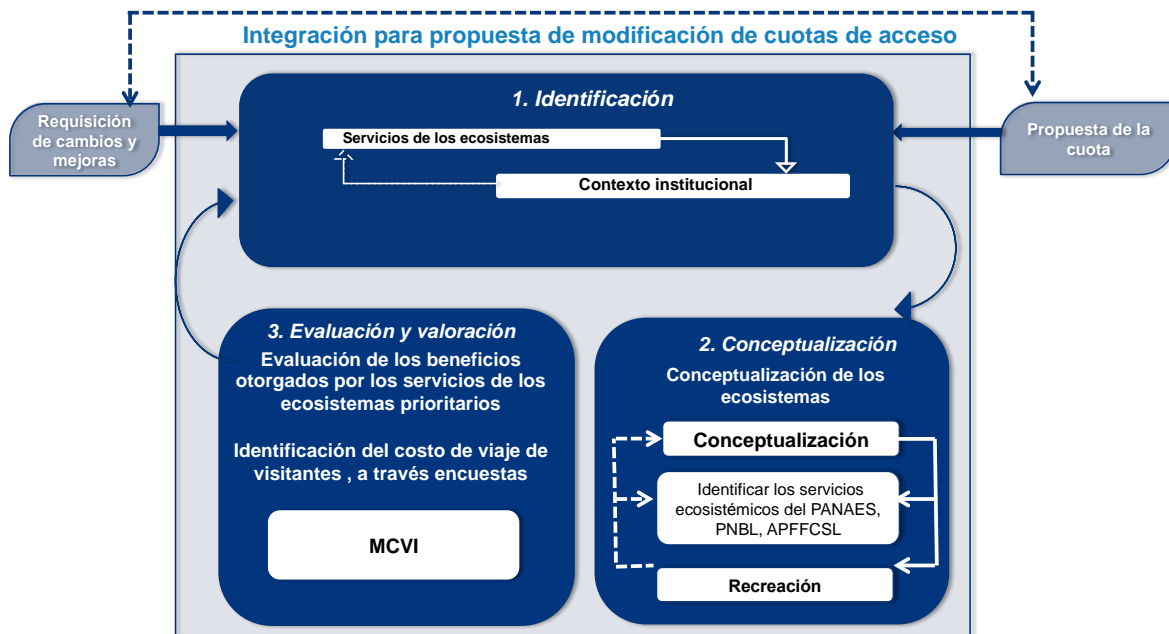 Integración para propuesta de modificación de cuotas de acceso
1. Identificación
Requisición
de cambios y
mejoras
Servicios de los ecosistemas
Contexto institucional
Propuesta de la
cuota
3. Evaluación y valoración
Evaluación de los beneficios
otorgados por los servicios de los
ecosistemas prioritarios
Identificación del costo de viaje de
visitantes , a través encuestas
MCVI
2. Conceptualización
Conceptualización de los
ecosistemas
Conceptualización
Identificar los servicios
ecosistémicos del PANAES,
PNBL, APFFCSL
Recreación